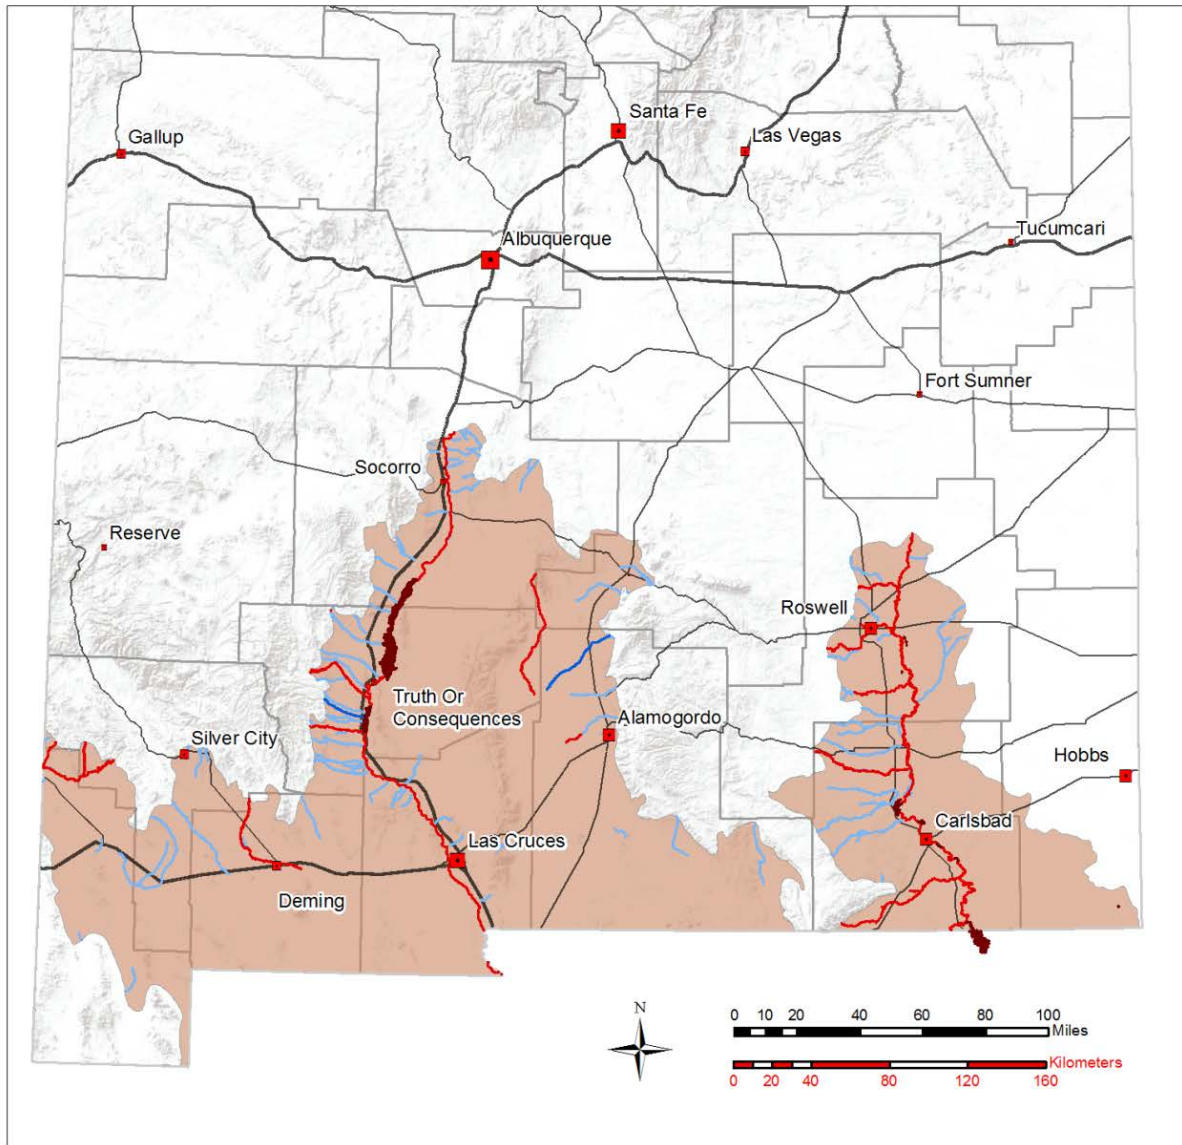 Santa Fe
Gallup
Las Vegas
Tucumcari
Albuquerque
Fort Sumner
Socorro
Reserve
Roswell
Truth Or
Consequences
Alamogordo
Silver City
Hobbs
Carlsbad
Las Cruces
Deming
N
0 10 20 40 60 80 100
Miles
Kilometers
0 20 40 80 120 160